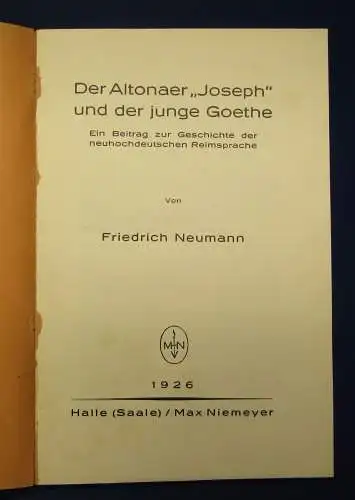 Der Altonaer „Joseph“
und der junge Goethe
Ein Beitrag zur Geschichte der
neuhochdeutschen Reimsprache
Von
Friedrich Neumann
M N
1926
Halle (Saale) / Max Niemeyer